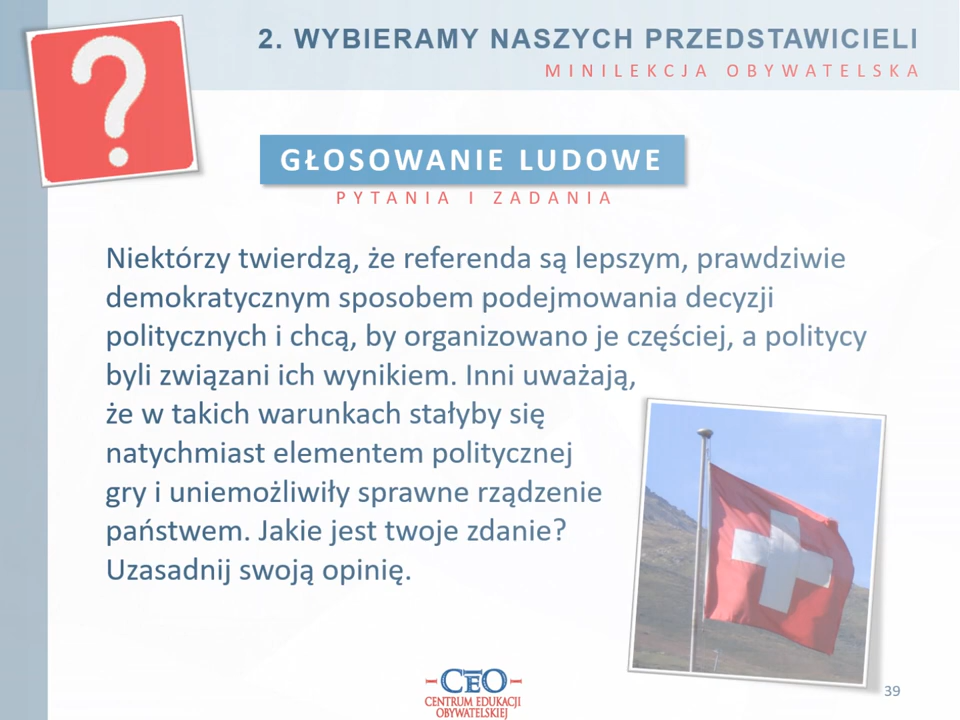 2. WYBIERAMY NASZYCH PRZEDSTAWICIELI
MINILEKCJA OBYWATELSKA
?
GŁOSOWANIE LUDOWE
PYTANIA I ZADANIA
Niektórzy twierdzą, że referenda są lepszym, prawdziwie
demokratycznym sposobem podejmowania decyzji
politycznych i chcą, by organizowano je częściej, a politycy
byli związani ich wynikiem. Inni uważają,
że w takich warunkach stałyby się
natychmiast elementem politycznej
gry i uniemożliwiły sprawne rządzenie
państwem. Jakie jest twoje zdanie?
Uzasadnij swoją opinię.
CEO
CENTRUM EDUKACJI
OBYWATELSKIEJ
39